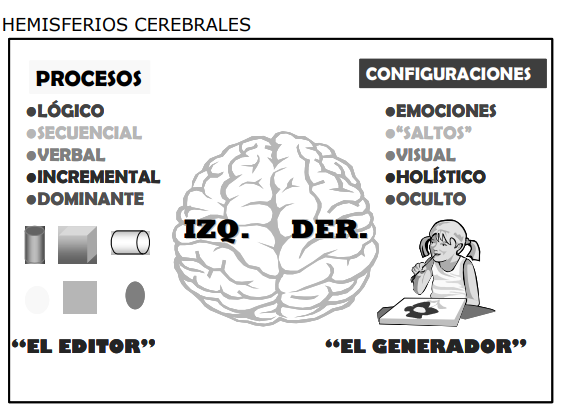 HEMISFERIOS CEREBRALES
PROCESOS
•LÓGICO
•SECUENCIAL
•VERBAL
•INCREMENTAL
•DOMINANTE
CONFIGURACIONES
•EMOCIONES
•“SALTOS”
•VISUAL
•HOLÍSTICO
•OCULTO
IZQ. DER.
“EL EDITOR”
“EL GENERADOR”